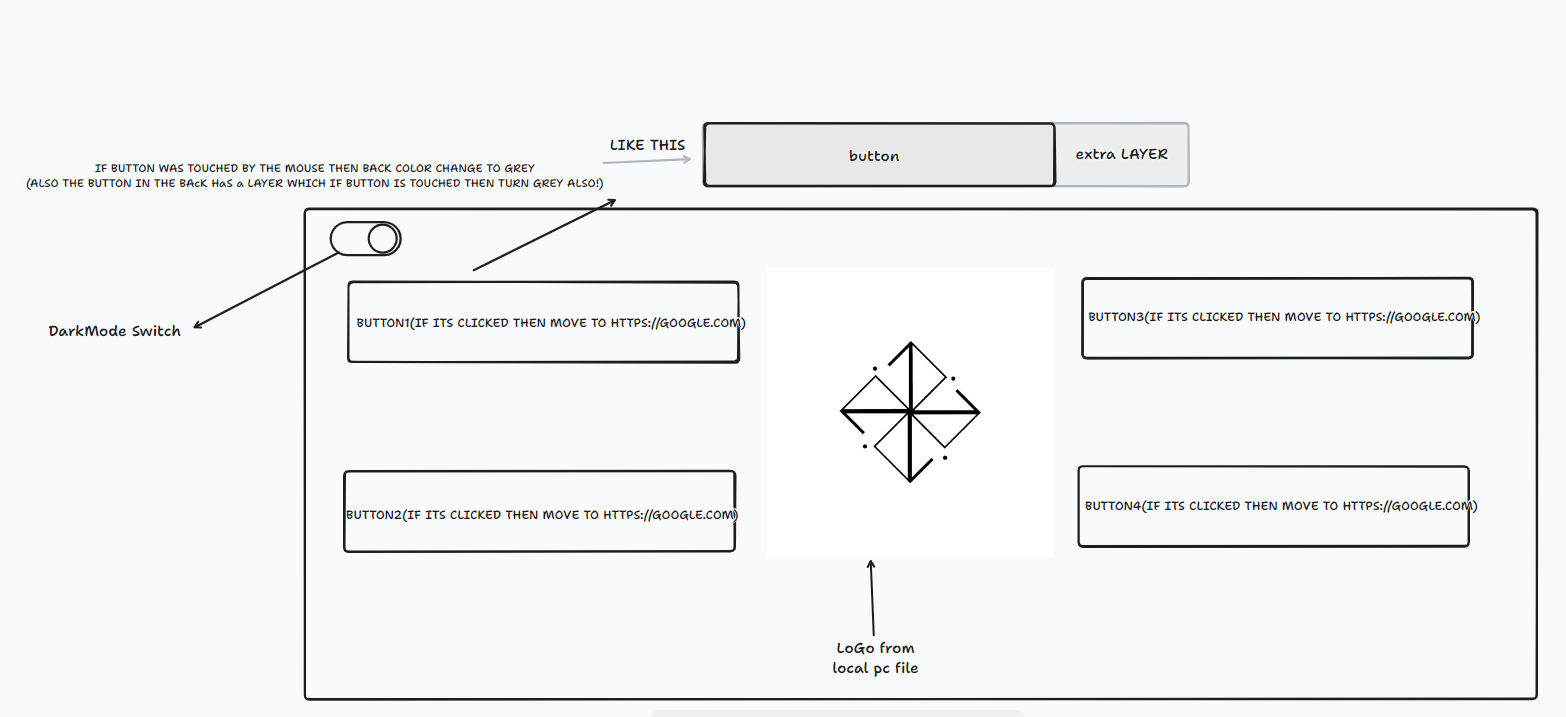 LIKE THIS
button
extra LAYER
IF BUTTON WAS TOUCHED BY THE MOUSE THEN BACK COLOR CHANGE TO GREY
(ALSO THE BUTTON IN THE BAcK HaS a LAYER WHICH IF BUTTON IS TOUCHED THEN TURN GREY ALSO!)
DarkMode Switch
BUTTON1(IF ITS CLICKED THEN MOVE TO HTTPS://GOOGLE.COM)
BUTTON3(IF ITS CLICKED THEN MOVE TO HTTPS://GOOGLE.COM)
BUTTON2(IF ITS CLICKED THEN MOVE TO HTTPS://GOOGLE.COM)
BUTTON4(IF ITS CLICKED THEN MOVE TO HTTPS://GOOGLE.COM)
LoGo from
local pc file